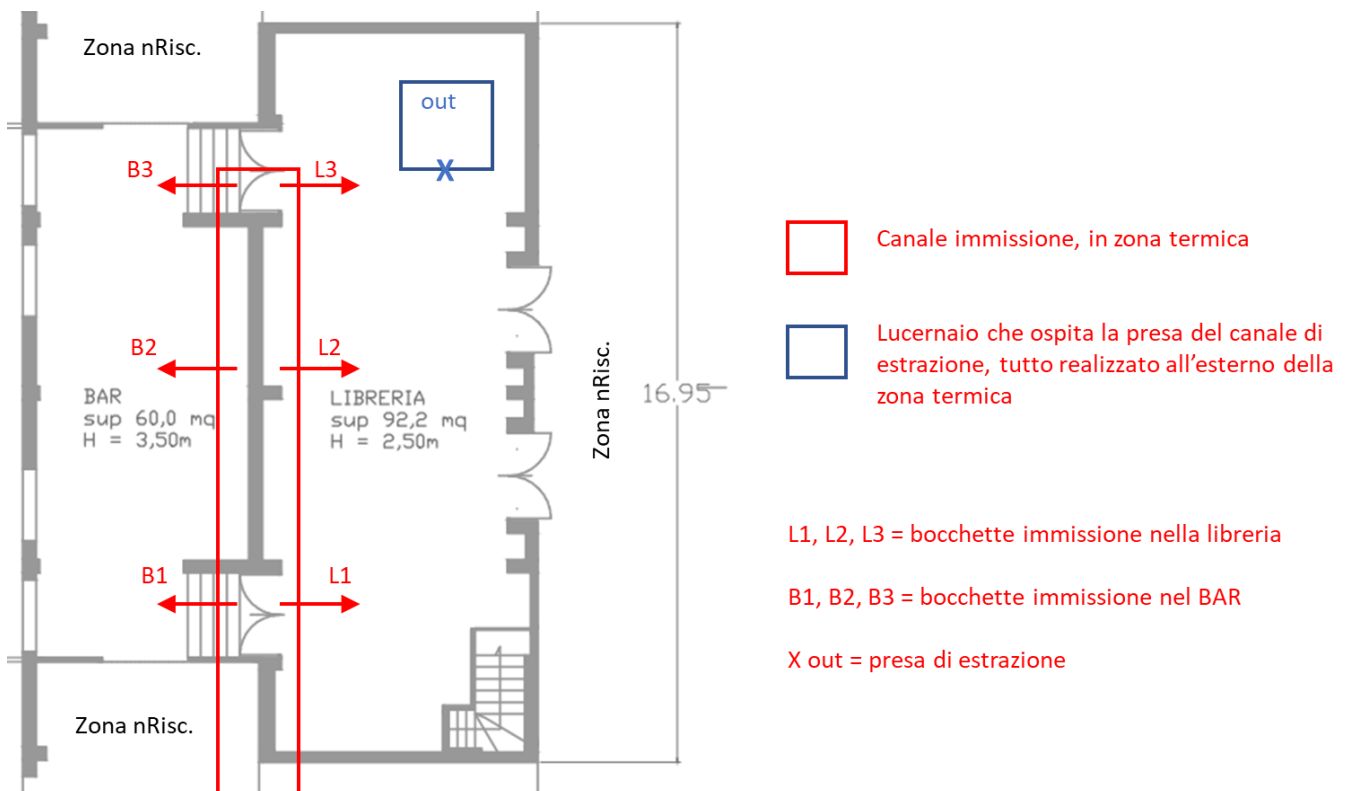 Zona nRisc.
out
X
B3
L3
Canale immissione, in zona termica
Lucernaio che ospita la presa del canale di
estrazione, tutto realizzato all'esterno della
zona termica
B2
L2
Zona nRisc.
16.95
BAR
sup 60,0 mq
H = 3,50m
LIBRERIA
sup 92,2 mq
H = 2,50m
L1, L2, L3 = bocchette immissione nella libreria
B1
L1
B1, B2, B3 = bocchette immissione nel BAR
X out = presa di estrazione
Zona nRisc.